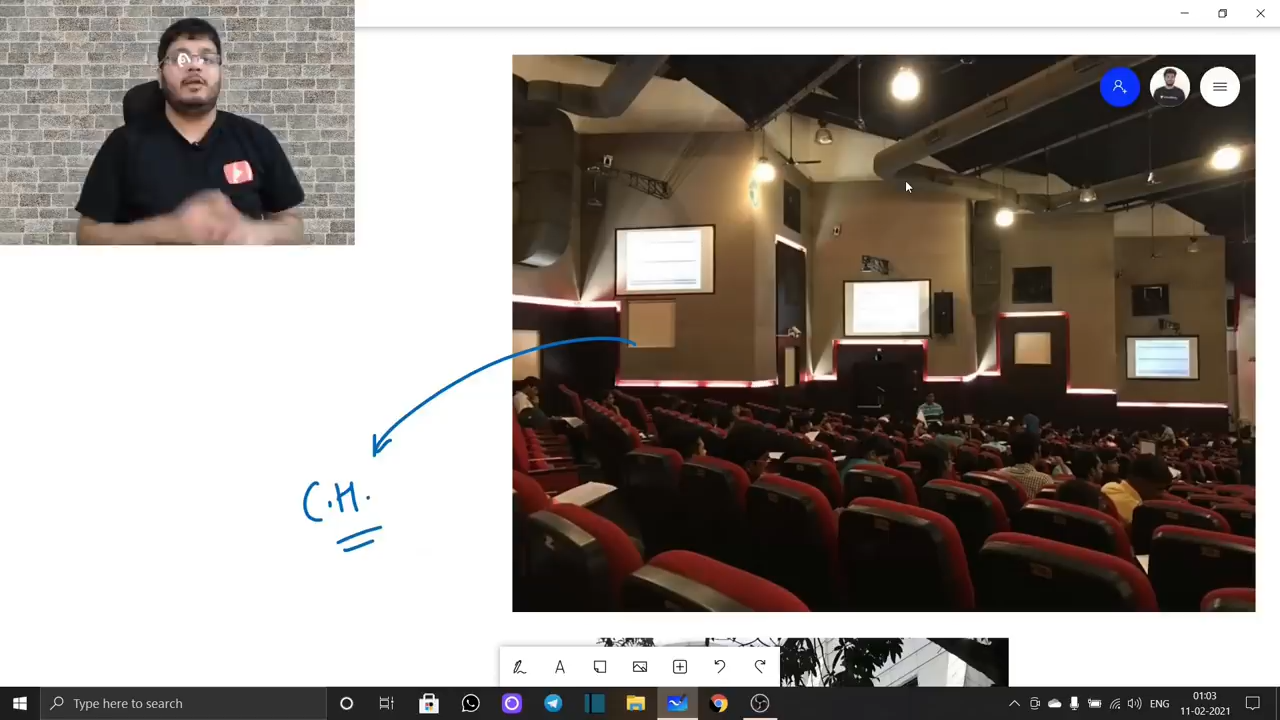 C.H.
Type here to search
ENG
01:03
11-02-2021